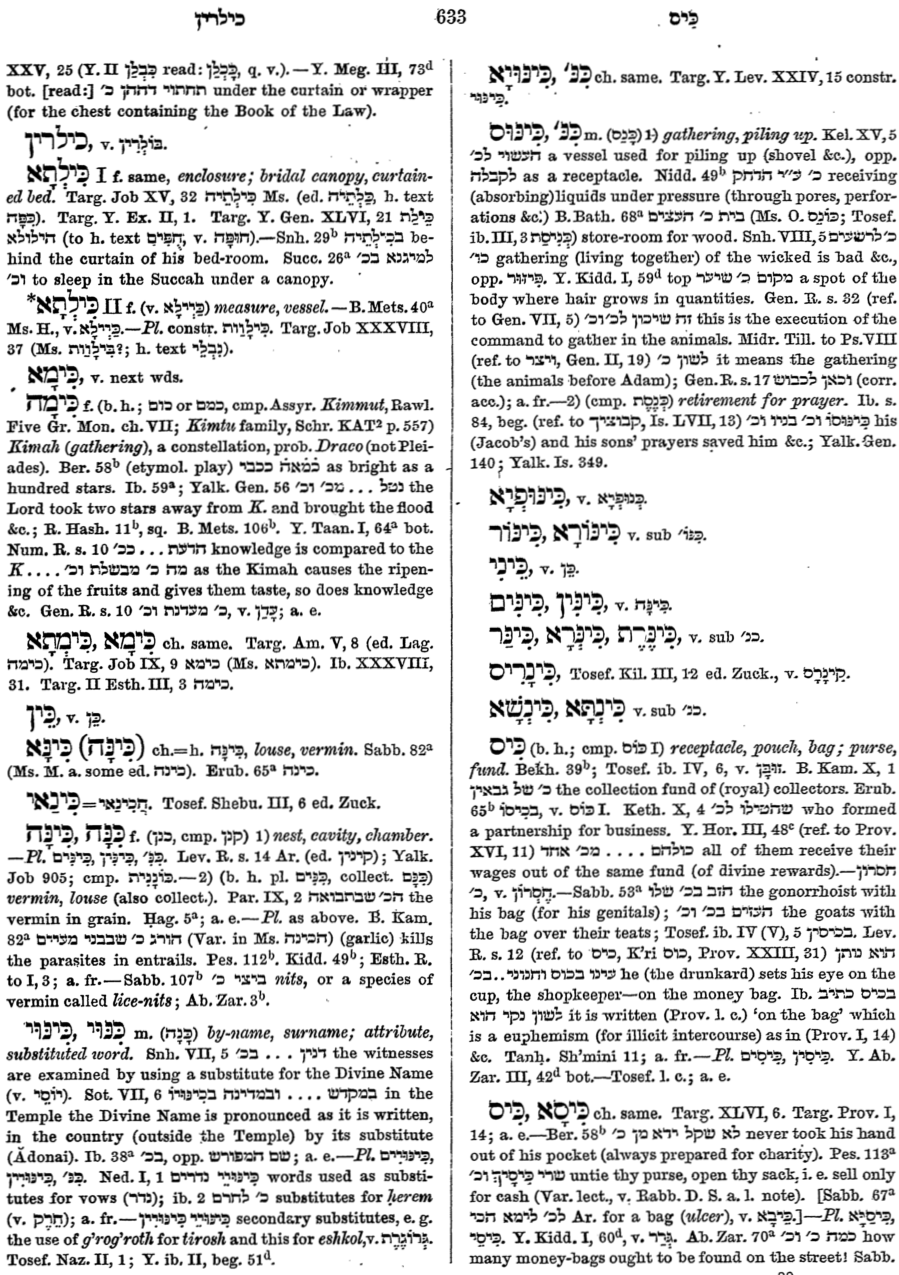 כילרין
633
כִּיס
XXV, 25 (Y. II כִּבְלַן read: כָּבְלַן, q. v.).—Y. Meg. III, 73ᵈ
bot. [read:] תחתוי דההן כ׳ under the curtain or wrapper
(for the chest containing the Book of the Law).
כילרין, v. בּוֹלְרִין.
כִּילְתָא I f. same, enclosure; bridal canopy, curtain-
ed bed. Targ. Job XV, 32 כִּילְתֵיהּ Ms. (ed. כִּלְּתֵיהּ, h. text
כִּפָּה). Targ. Y. Ex. II, 1. Targ. Y. Gen. XLVI, 21 כִּילַת
הילולא (to h. text חֻפִּים, v. חוּפָּה).—Snh. 29ᵇ בכִילְתֵיה be-
hind the curtain of his bed-room. Succ. 26ᵃ למיגנא בכ׳
וכ׳ to sleep in the Succah under a canopy.
*כִּילְתָא II f. (v. כַּיְילָא) measure, vessel.—B. Mets. 40ᵃ
Ms. H., v. כַּיְילָא.—Pl. constr. כִּילְוַות. Targ. Job XXXVIII,
37 (Ms. בִּילְוַות?; h. text נִבְלֵי).
כִּימָא, v. next wds.
כִּימָה f. (b. h.; כום or כמם, cmp. Assyr. Kimmut, Rawl.
Five Gr. Mon. ch. VII; Kimtu family, Schr. KAT² p. 557)
Kimah (gathering), a constellation, prob. Draco (not Plei-
ades). Ber. 58ᵇ (etymol. play) כמאה ככבי as bright as a
hundred stars. Ib. 59ᵃ; Yalk. Gen. 56 נטל ... מכ׳ וכ׳ the
Lord took two stars away from K. and brought the flood
&c.; R. Hash. 11ᵇ, sq. B. Mets. 106ᵇ. Y. Taan. I, 64ᵃ bot.
Num. R. s. 10 הדעת ... ככ׳ knowledge is compared to the
K. ... מה כ׳ מבשלת וכ׳ as the Kimah causes the ripen-
ing of the fruits and gives them taste, so does knowledge
&c. Gen. R. s. 10 כ׳ מעדנת וכ׳, v. עָדַן; a. e.
כִּימָא, כִּימְתָא ch. same. Targ. Am. V, 8 (ed. Lag.
כימה). Targ. Job IX, 9 כימא (Ms. כימתא). Ib. XXXVIII,
31. Targ. II Esth. III, 3 כימה.
כֵּין, v. כֵּן.
כִּינָּא (כִּינָּה) ch.=h. כִּינָּה, louse, vermin. Sabb. 82ᵃ
(Ms. M. a. some ed. כינה). Erub. 65ᵃ כינה.
כִּינַאי=חֲכִינַאי. Tosef. Shebu. III, 6 ed. Zuck.
כִּנָּה, כִּינָּה f. (כנן, cmp. קנן) 1) nest, cavity, chamber.
—Pl. כִּינִּים, כִּינִּין, כִּנּ׳. Lev. R. s. 14 Ar. (ed. קינין); Yalk.
Job 905; cmp. כּוֹנָנִית.—2) (b. h. pl. כִּנִּים, collect. כִּנָּם)
vermin, louse (also collect.). Par. IX, 2 הכ׳ שבתבואה the
vermin in grain. Hag. 5ᵃ; a. e.—Pl. as above. B. Kam.
82ᵃ הורג כ׳ שבבני מעיים (Var. in Ms. הכינה) (garlic) kills
the parasites in entrails. Pes. 112ᵇ. Kidd. 49ᵇ; Esth. R.
to I, 3; a. fr.—Sabb. 107ᵇ ביצי כ׳ nits, or a species of
vermin called lice-nits; Ab. Zar. 3ᵇ.
כִּנּוּי, כִּינּוּי m. (כָּנָה) by-name, surname; attribute,
substituted word. Snh. VII, 5 דנין ... בכ׳ the witnesses
are examined by using a substitute for the Divine Name
(v. יוֹסֵי). Sot. VII, 6 במקדש .... ובמדינה בכִינּוּיוֹ in the
Temple the Divine Name is pronounced as it is written,
in the country (outside the Temple) by its substitute
(Adonai). Ib. 38ᵃ בכ׳, opp. שם המפורש; a. e.—Pl. כִּינּוּיִים,
כִּינּוּיִין, כִּנּ׳. Ned. I, 1 כִּינּוּיֵי נדרים words used as substi-
tutes for vows (נדר); ib. 2 כ׳ לחרם substitutes for ḥerem
(v. חֵרֶק); a. fr.—כִּינּוּיֵי כִינּוּיִין secondary substitutes, e. g.
the use of g'rog'roth for tirosh and this for eshkol, v. גְּרוֹגֶרֶת.
Tosef. Naz. II, 1; Y. ib. II, beg. 51ᵈ.
כִּנּ׳, כִּינּוּיָא ch. same. Targ. Y. Lev. XXIV, 15 constr.
כִּינּוּי.
כִּנּ׳, כִּינּוּס m. (כָּנַס) 1) gathering, piling up. Kel. XV, 5
העשוי לכ׳ a vessel used for piling up (shovel &c.), opp.
לקבלה as a receptacle. Nidd. 49ᵇ כ׳ ע״י הדחק receiving
(absorbing) liquids under pressure (through pores, perfor-
ations &c.) B. Bath. 68ᵃ בית כ׳ העצים (Ms. O. כּוֹנֵס; Tosef.
ib. III, 3 כְּנִיסַת) store-room for wood. Snh. VIII, 5 כ׳ לרשעים
כו׳ gathering (living together) of the wicked is bad &c.,
opp. פִּיזּוּר. Y. Kidd. I, 59ᵈ top מקום כ׳ שיער a spot of the
body where hair grows in quantities. Gen. R. s. 32 (ref.
to Gen. VII, 5) זה שיכון לכ׳ וכ׳ this is the execution of the
command to gather in the animals. Midr. Till. to Ps. VIII
(ref. to ויצר, Gen. II, 19) לשון כ׳ it means the gathering
(the animals before Adam); Gen. R. s. 17 וכאן לכבוש (corr.
acc.); a. fr.—2) (cmp. כְּנֶסֶת) retirement for prayer. Ib. s.
84, beg. (ref. to קבוציך, Is. LVII, 13) כִּינּוּסוֹ וכ׳ בניו וכ׳ his
(Jacob's) and his sons' prayers saved him &c.; Yalk. Gen.
140; Yalk. Is. 349.
כִּינּוּפְיָא, v. כְּנוּפְיָא.
כִּינּוֹר, כִּינּוֹרָא v. sub כִּנּוֹ׳.
כֵּינִי, v. כֵּן.
כִּינִּים, כִּינִּין, v. כִּינָּה.
כִּינַּר, כִּינָּרָא, כִּינֶּרֶת, v. sub כנ׳.
כִּינָרִיס, Tosef. Kil. III, 12 ed. Zuck., v. קִינָרָס.
כִּינְשָׁא, כִּינְתָּא v. sub כנ׳.
כִּיס (b. h.; cmp. כּוֹס I) receptacle, pouch, bag; purse,
fund. Bekh. 39ᵇ; Tosef. ib. IV, 6, v. זוֹבָן. B. Kam. X, 1
כ׳ של גבאין the collection fund of (royal) collectors. Erub.
65ᵇ בכיסו, v. כּוֹס I. Keth. X, 4 שהטילו לכ׳ who formed
a partnership for business. Y. Hor. III, 48ᶜ (ref. to Prov.
XVI, 11) כולהם .... מכ׳ אחד all of them receive their
wages out of the same fund (of divine rewards).—חסרון
כ׳, v. חֶסְרוֹן.—Sabb. 53ᵃ הזב בכ׳ שלו the gonorrhoist with
his bag (for his genitals); העזים בכ׳ וכ׳ the goats with
the bag over their teats; Tosef. ib. IV (V), 5 בכיסין. Lev.
R. s. 12 (ref. to כיס, K'ri כוס, Prov. XXIII, 31) הוא נותן
עינו בכוס וחנוני..בכ׳ he (the drunkard) sets his eye on the
cup, the shopkeeper—on the money bag. Ib. בכיס כתיב
לשון נקי הוא it is written (Prov. l. c.) 'on the bag' which
is a euphemism (for illicit intercourse) as in (Prov. I, 14)
&c. Tanḥ. Sh'mini 11; a. fr.—Pl. כִּיסִים, כִּיסִין. Y. Ab.
Zar. III, 42ᵈ bot.—Tosef. l. c.; a. e.
כִּיס, כִּיסָא ch. same. Targ. XLVI, 6. Targ. Prov. I,
14; a. e.—Ber. 58ᵇ לא שקל ידא מן כ׳ never took his hand
out of his pocket (always prepared for charity). Pes. 113ᵃ
שרי כִּיסֵיךְ וכ׳ untie thy purse, open thy sack, i. e. sell only
for cash (Var. lect., v. Rabb. D. S. a. l. note). [Sabb. 67ᵃ
לכ׳ לימא הכי Ar. for a bag (ulcer), v. כֵּיבָא.]—Pl. כִּיסַיָּא,
כִּיסֵי. Y. Kidd. I, 60ᵈ, v. גְּרַר. Ab. Zar. 70ᵃ כמה כ׳ וכ׳ how
many money-bags ought to be found on the street! Sabb.